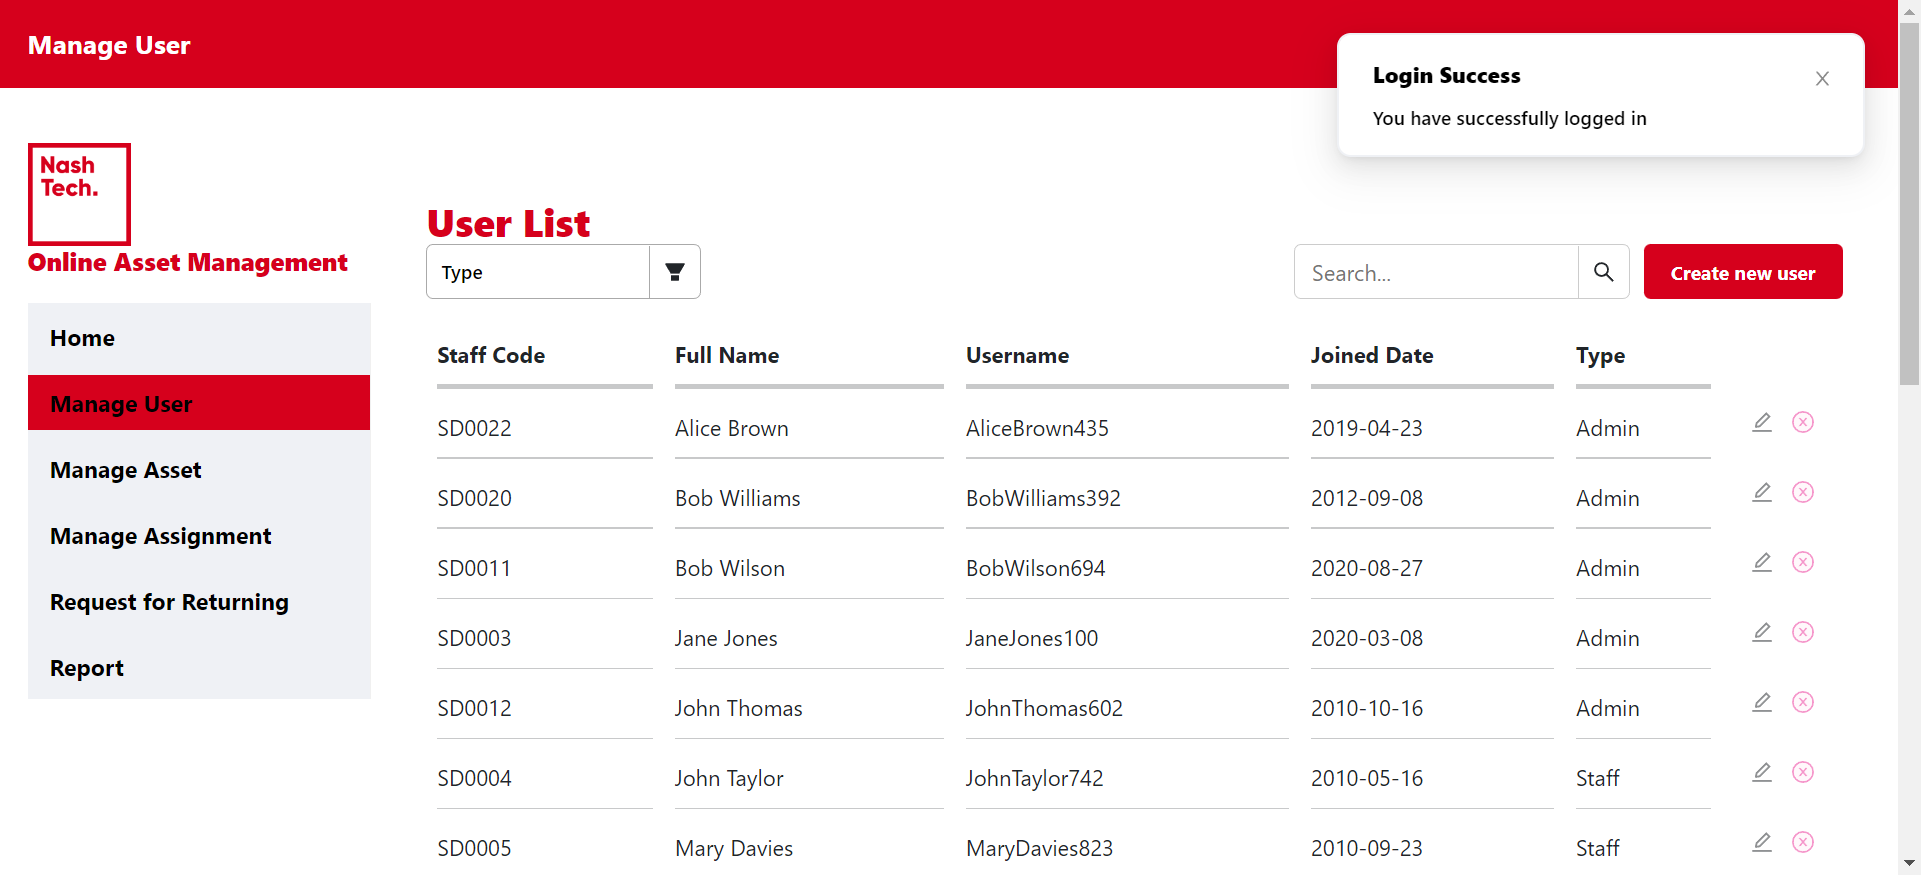 Manage User
Login Success
You have successfully logged in
Nash
Tech.
Online Asset Management
Home
Manage User
Manage Asset
Manage Assignment
Request for Returning
Report
User List
Type
Search...
Create new user
Staff Code Full Name Username Joined Date Type
SD0022 Alice Brown AliceBrown435 2019-04-23 Admin
SD0020 Bob Williams BobWilliams392 2012-09-08 Admin
SD0011 Bob Wilson BobWilson694 2020-08-27 Admin
SD0003 Jane Jones JaneJones100 2020-03-08 Admin
SD0012 John Thomas JohnThomas602 2010-10-16 Admin
SD0004 John Taylor JohnTaylor742 2010-05-16 Staff
SD0005 Mary Davies MaryDavies823 2010-09-23 Staff